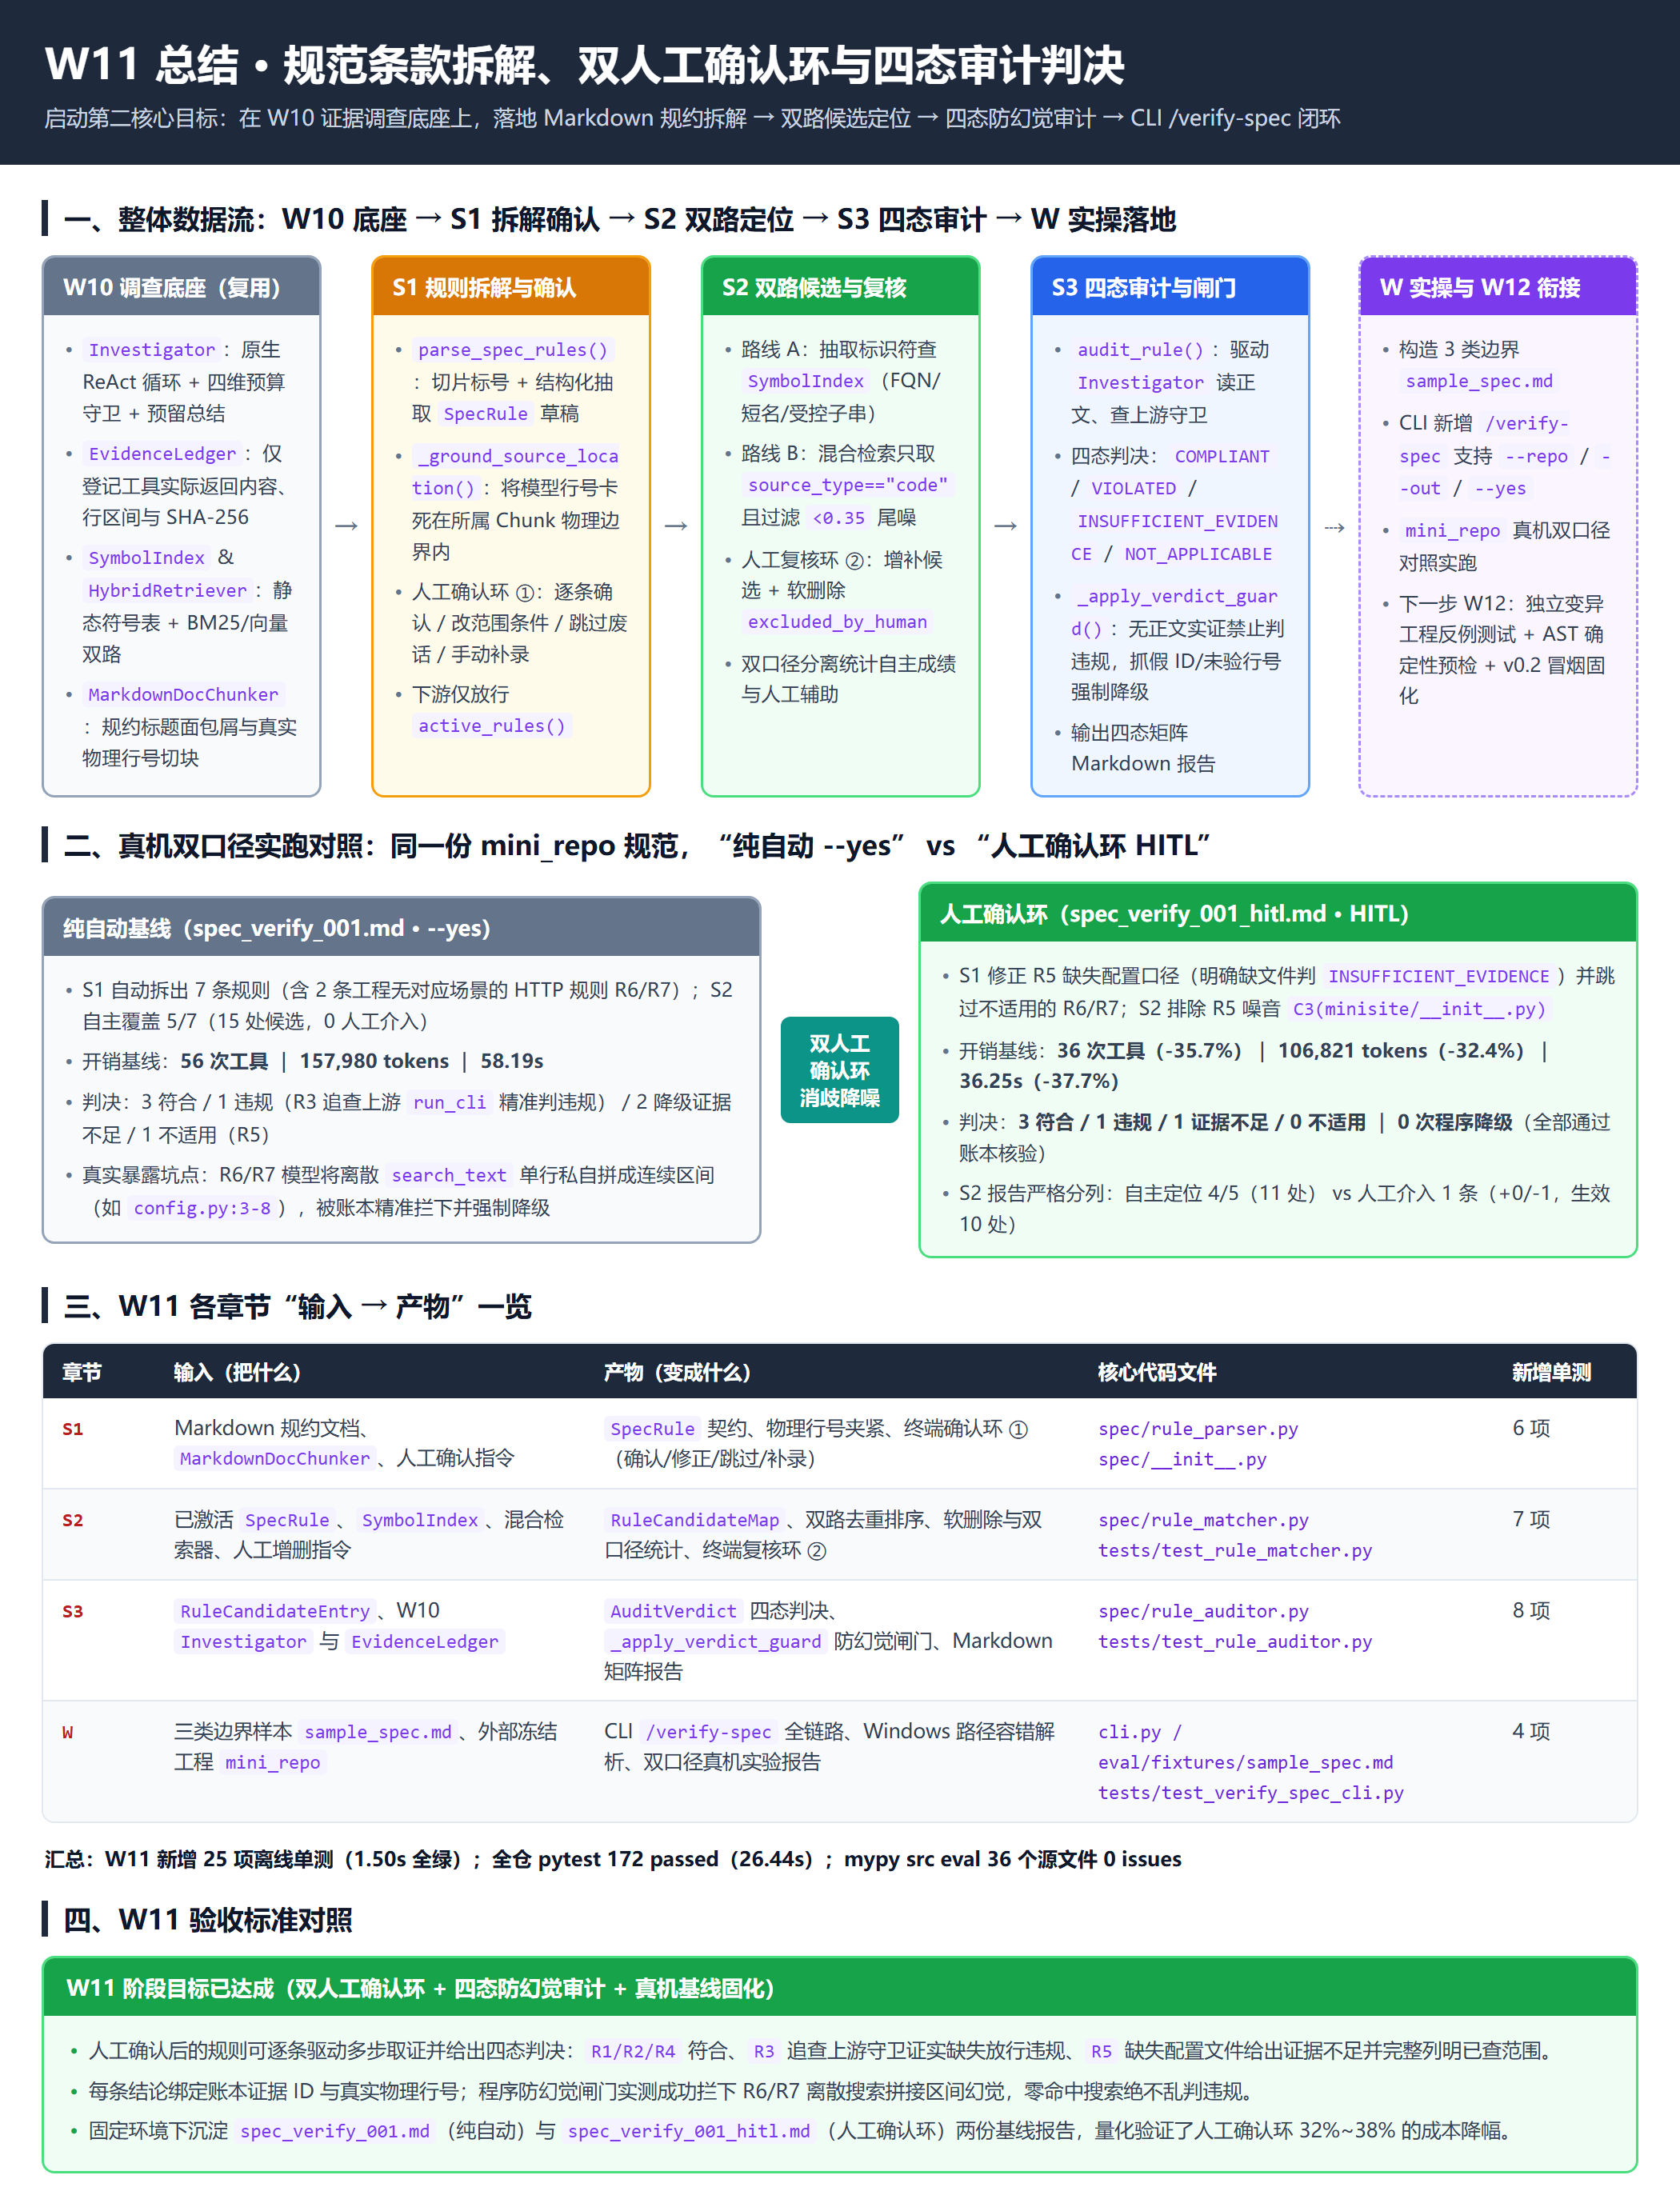 W11 总结 • 规范条款拆解、双人工确认环与四态审计判决
启动第二核心目标：在 W10 证据调查底座上，落地 Markdown 规约拆解 → 双路候选定位 → 四态防幻觉审计 → CLI /verify-spec 闭环
一、整体数据流：W10 底座 → S1 拆解确认 → S2 双路定位 → S3 四态审计 → W 实操落地
W10 调查底座（复用）
• Investigator：原生
ReAct 循环 + 四维预算
守卫 + 预留总结
• EvidenceLedger：仅
登记工具实际返回内容、
行区间与 SHA-256
• SymbolIndex &
HybridRetriever：静
态符号表 + BM25/向量
双路
• MarkdownDocChunker
：规约标题面包屑与真实
物理行号切块
→
S1 规则拆解与确认
• parse_spec_rules()
：切片标号 + 结构化抽
取 SpecRule 草稿
• _ground_source_loca
tion()：将模型行号卡
死在所属 Chunk 物理边
界内
• 人工确认环 ①：逐条确
认 / 改范围条件 / 跳过废
话 / 手动补录
• 下游仅放行
active_rules()
→
S2 双路候选与复核
• 路线 A：抽取标识符查
SymbolIndex（FQN/
短名/受控子串）
• 路线 B：混合检索只取
source_type=="code"
且过滤 <0.35 尾噪
• 人工复核环 ②：增补候
选 + 软删除
excluded_by_human
• 双口径分离统计自主成绩
与人工辅助
→
S3 四态审计与闸门
• audit_rule()：驱动
Investigator 读正
文、查上游守卫
• 四态判决：COMPLIANT
/ VIOLATED /
INSUFFICIENT_EVIDEN
CE / NOT_APPLICABLE
• _apply_verdict_guar
d()：无正文实证禁止判
违规，抓假 ID/未验行号
强制降级
• 输出四态矩阵
Markdown 报告
⇢
W 实操与 W12 衔接
• 构造 3 类边界
sample_spec.md
• CLI 新增 /verify-
spec 支持 --repo / -
-out / --yes
• mini_repo 真机双口径
对照实跑
• 下一步 W12：独立变异
工程反例测试 + AST 确
定性预检 + v0.2 冒烟固
化
二、真机双口径实跑对照：同一份 mini_repo 规范，“纯自动 --yes” vs “人工确认环 HITL”
纯自动基线（spec_verify_001.md • --yes）
• S1 自动拆出 7 条规则（含 2 条工程无对应场景的 HTTP 规则 R6/R7）；S2
自主覆盖 5/7（15 处候选，0 人工介入）
• 开销基线：56 次工具 | 157,980 tokens | 58.19s
• 判决：3 符合 / 1 违规（R3 追查上游 run_cli 精准判违规） / 2 降级证据
不足 / 1 不适用（R5）
• 真实暴露坑点：R6/R7 模型将离散 search_text 单行私自拼成连续区间
（如 config.py:3-8），被账本精准拦下并强制降级
双人工
确认环
消歧降噪
人工确认环（spec_verify_001_hitl.md • HITL）
• S1 修正 R5 缺失配置口径（明确缺文件判 INSUFFICIENT_EVIDENCE）并跳
过不适用的 R6/R7；S2 排除 R5 噪音 C3(minisite/__init__.py)
• 开销基线：36 次工具（-35.7%） | 106,821 tokens（-32.4%） |
36.25s（-37.7%）
• 判决：3 符合 / 1 违规 / 1 证据不足 / 0 不适用 | 0 次程序降级（全部通过
账本核验）
• S2 报告严格分列：自主定位 4/5（11 处） vs 人工介入 1 条（+0/-1，生效
10 处）
三、W11 各章节 “输入 → 产物” 一览
章节 输入（把什么） 产物（变成什么） 核心代码文件 新增单测
S1
Markdown 规约文档、
MarkdownDocChunker、人工确认指令
SpecRule 契约、物理行号夹紧、终端确认环 ①
（确认/修正/跳过/补录）
spec/rule_parser.py
spec/__init__.py
6 项
S2
已激活 SpecRule、SymbolIndex、混合检
索器、人工增删指令
RuleCandidateMap、双路去重排序、软删除与双
口径统计、终端复核环 ②
spec/rule_matcher.py
tests/test_rule_matcher.py
7 项
S3
RuleCandidateEntry、W10
Investigator 与 EvidenceLedger
AuditVerdict 四态判决、
_apply_verdict_guard 防幻觉闸门、Markdown
矩阵报告
spec/rule_auditor.py
tests/test_rule_auditor.py
8 项
W
三类边界样本 sample_spec.md、外部冻结
工程 mini_repo
CLI /verify-spec 全链路、Windows 路径容错解
析、双口径真机实验报告
cli.py /
eval/fixtures/sample_spec.md
tests/test_verify_spec_cli.py
4 项
汇总：W11 新增 25 项离线单测（1.50s 全绿）；全仓 pytest 172 passed（26.44s）；mypy src eval 36 个源文件 0 issues
四、W11 验收标准对照
W11 阶段目标已达成（双人工确认环 + 四态防幻觉审计 + 真机基线固化）
• 人工确认后的规则可逐条驱动多步取证并给出四态判决：R1/R2/R4 符合、R3 追查上游守卫证实缺失放行违规、R5 缺失配置文件给出证据不足并完整列明已查范围。
• 每条结论绑定账本证据 ID 与真实物理行号；程序防幻觉闸门实测成功拦下 R6/R7 离散搜索拼接区间幻觉，零命中搜索绝不乱判违规。
• 固定环境下沉淀 spec_verify_001.md（纯自动）与 spec_verify_001_hitl.md（人工确认环）两份基线报告，量化验证了人工确认环 32%~38% 的成本降幅。